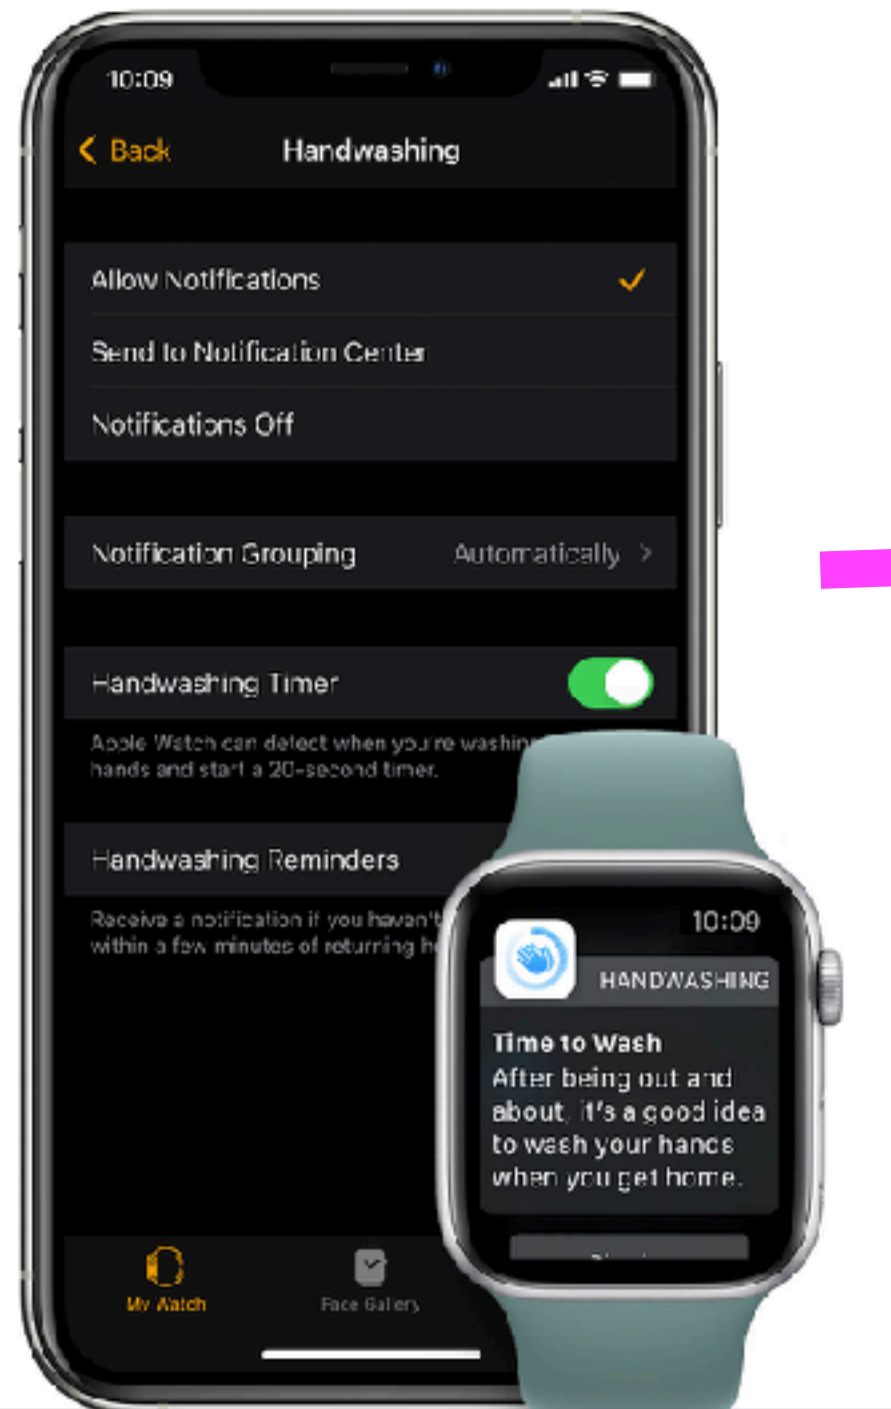 10:09
Back
Handwashing
Allow Notifications
Send to Notification Center
Notifications Off
Notification Grouping
Automatically
Handwashing Timer
Apple Watch can detect when you're washin
hands and start a 20-second timer.
Handwashing Reminders
Receive a notification if you haven't
within a few minutes of returning h
My Watch
Face Gallery
10:09
HANDWASHING
Time to Wash
After being out and
about, it's a good idea
to wash your hands
when you get home.